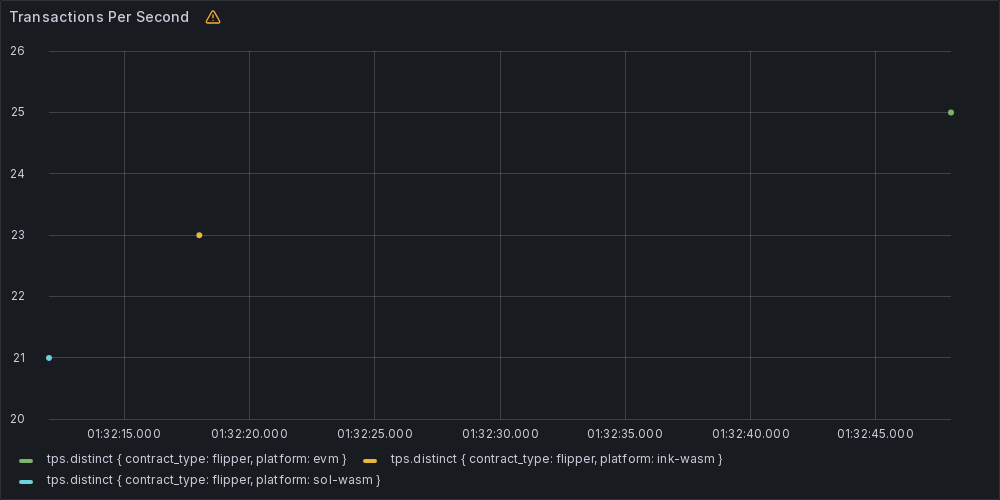 Transactions Per Second
26
25
24
23
22
21
20
01:32:15.000 01:32:20.000 01:32:25.000 01:32:30.000 01:32:35.000 01:32:40.000 01:32:45.000
tps.distinct { contract_type: flipper, platform: evm } tps.distinct { contract_type: flipper, platform: ink-wasm }
tps.distinct { contract_type: flipper, platform: sol-wasm }